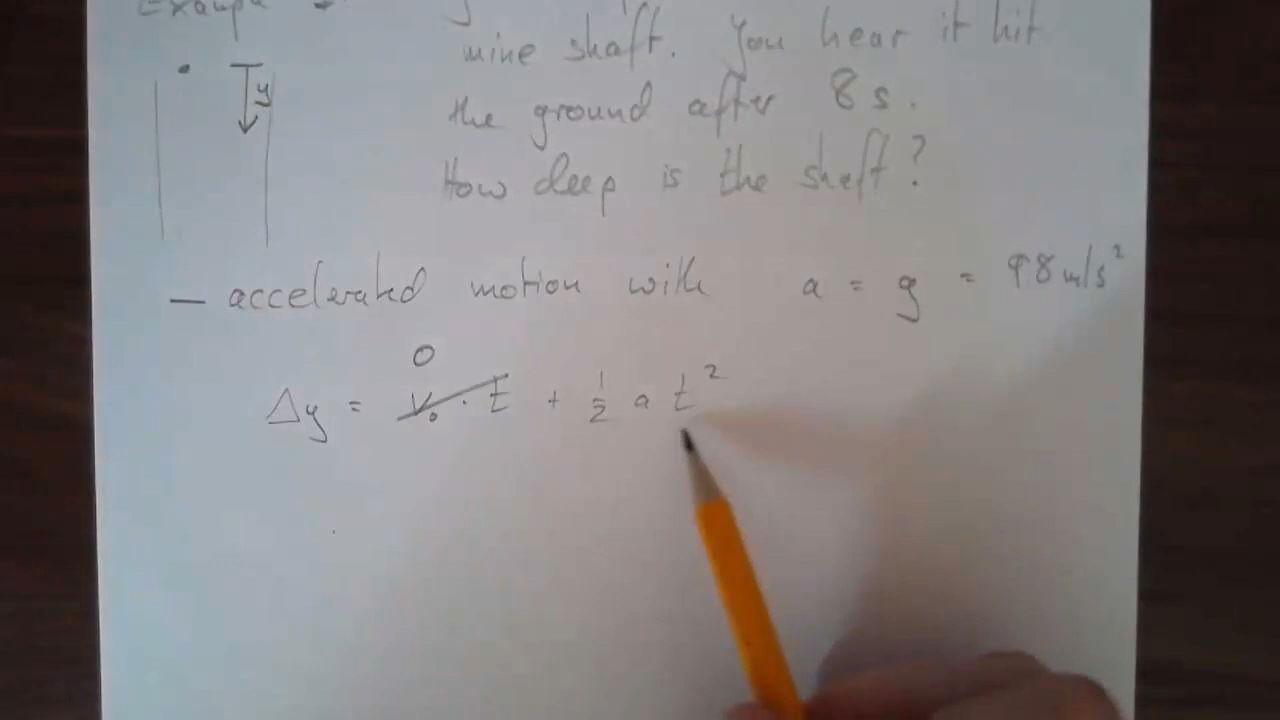 mine shaft. You hear it hit
the ground after 8 s.
How deep is the shaft?
y
— accelerated motion with a = g = 9.8 m/s²
0
Δy = v₀ · t + ½ a t²